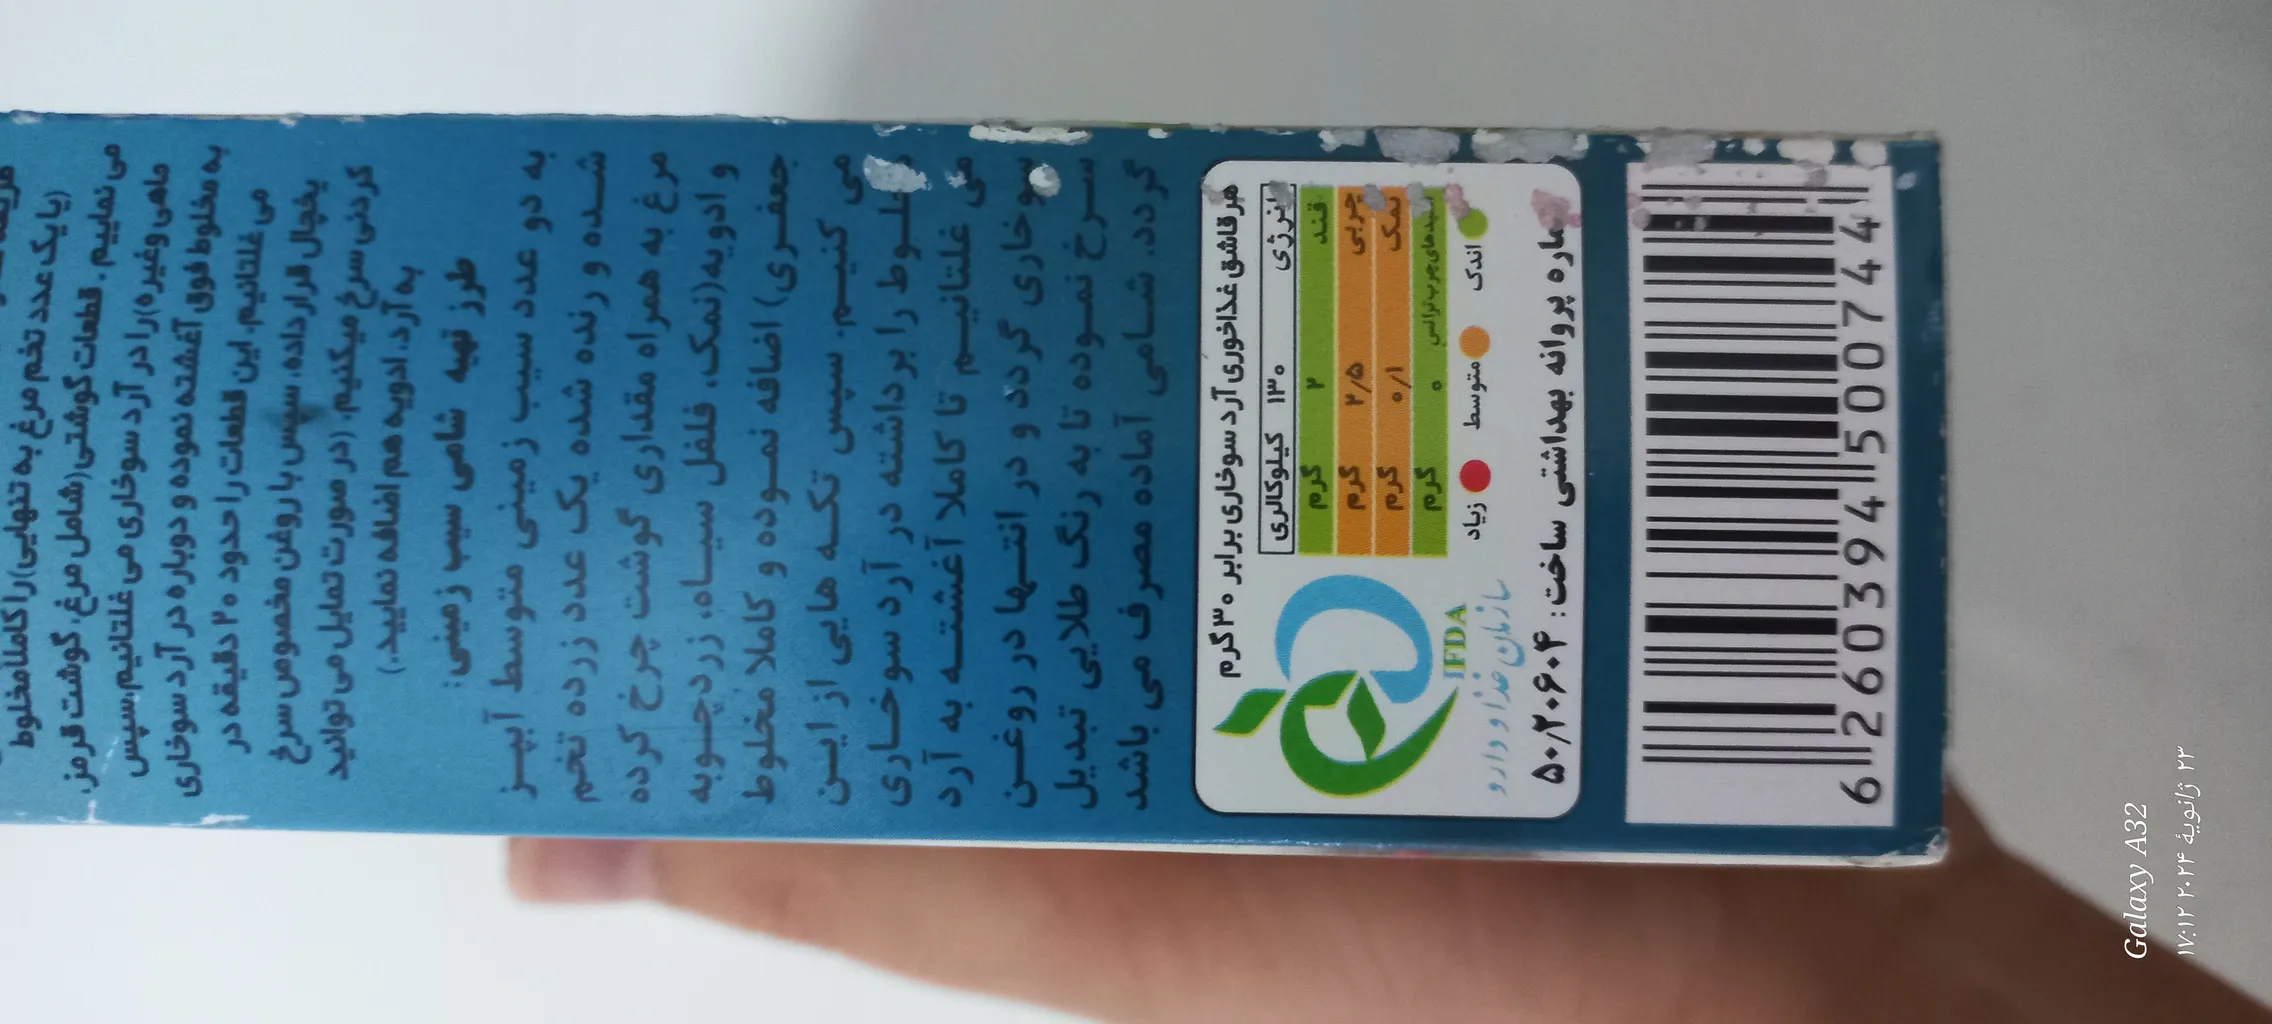 (یا یک عدد تخم مرغ به تنهایی) را کاملا مخلوط
می نماییم. قطعات گوشتی (شامل مرغ، گوشت قرمز،
ماهی وغیره) را در آرد سوخاری می غلتانیم، سپس
به مخلوط فوق آغشته نموده و دوباره در آرد سوخاری
می غلتانیم. این قطعات را حدود ۲۰ دقیقه در
یخچال قرار داده، سپس با روغن مخصوص سرخ
کردنی سرخ میکنیم. (در صورت تمایل می توانید
به آرد، ادویه هم اضافه نمایید.)
طرز تهیه شامی سیب زمینی:
به دو عدد سیب زمینی متوسط آبپز
شده و رنده شده یک عدد زرده تخم
مرغ به همراه مقداری گوشت چرخ کرده
و ادویه (نمک، فلفل سیاه، زردچوبه
جعفری) اضافه نموده و کاملا مخلوط
می کنیم. سپس تکه هایی از این
مخلوط را برداشته در آرد سوخاری
می غلتانیم تا کاملا آغشته به آرد
سوخاری گردد و در انتها در روغن
سرخ نموده تا به رنگ طلایی تبدیل
گردد. شامی آماده مصرف می باشد
هر قاشق غذاخوری آرد سوخاری برابر ۳۰ گرم
انرژی ۱۳۰ کیلوکالری
قند ۲ گرم
چربی ۲/۵ گرم
نمک ۰/۱ گرم
اسیدهای چرب ترانس ۰ گرم
اندک متوسط زیاد
IFDA
سازمان غذا و دارو
شماره پروانه بهداشتی ساخت: ۵۰/۲۰۶۰۴
6 260394 500744
Galaxy A32
۲۳ ژانویهٔ ۲۰۲۴ ۱۷:۱۲